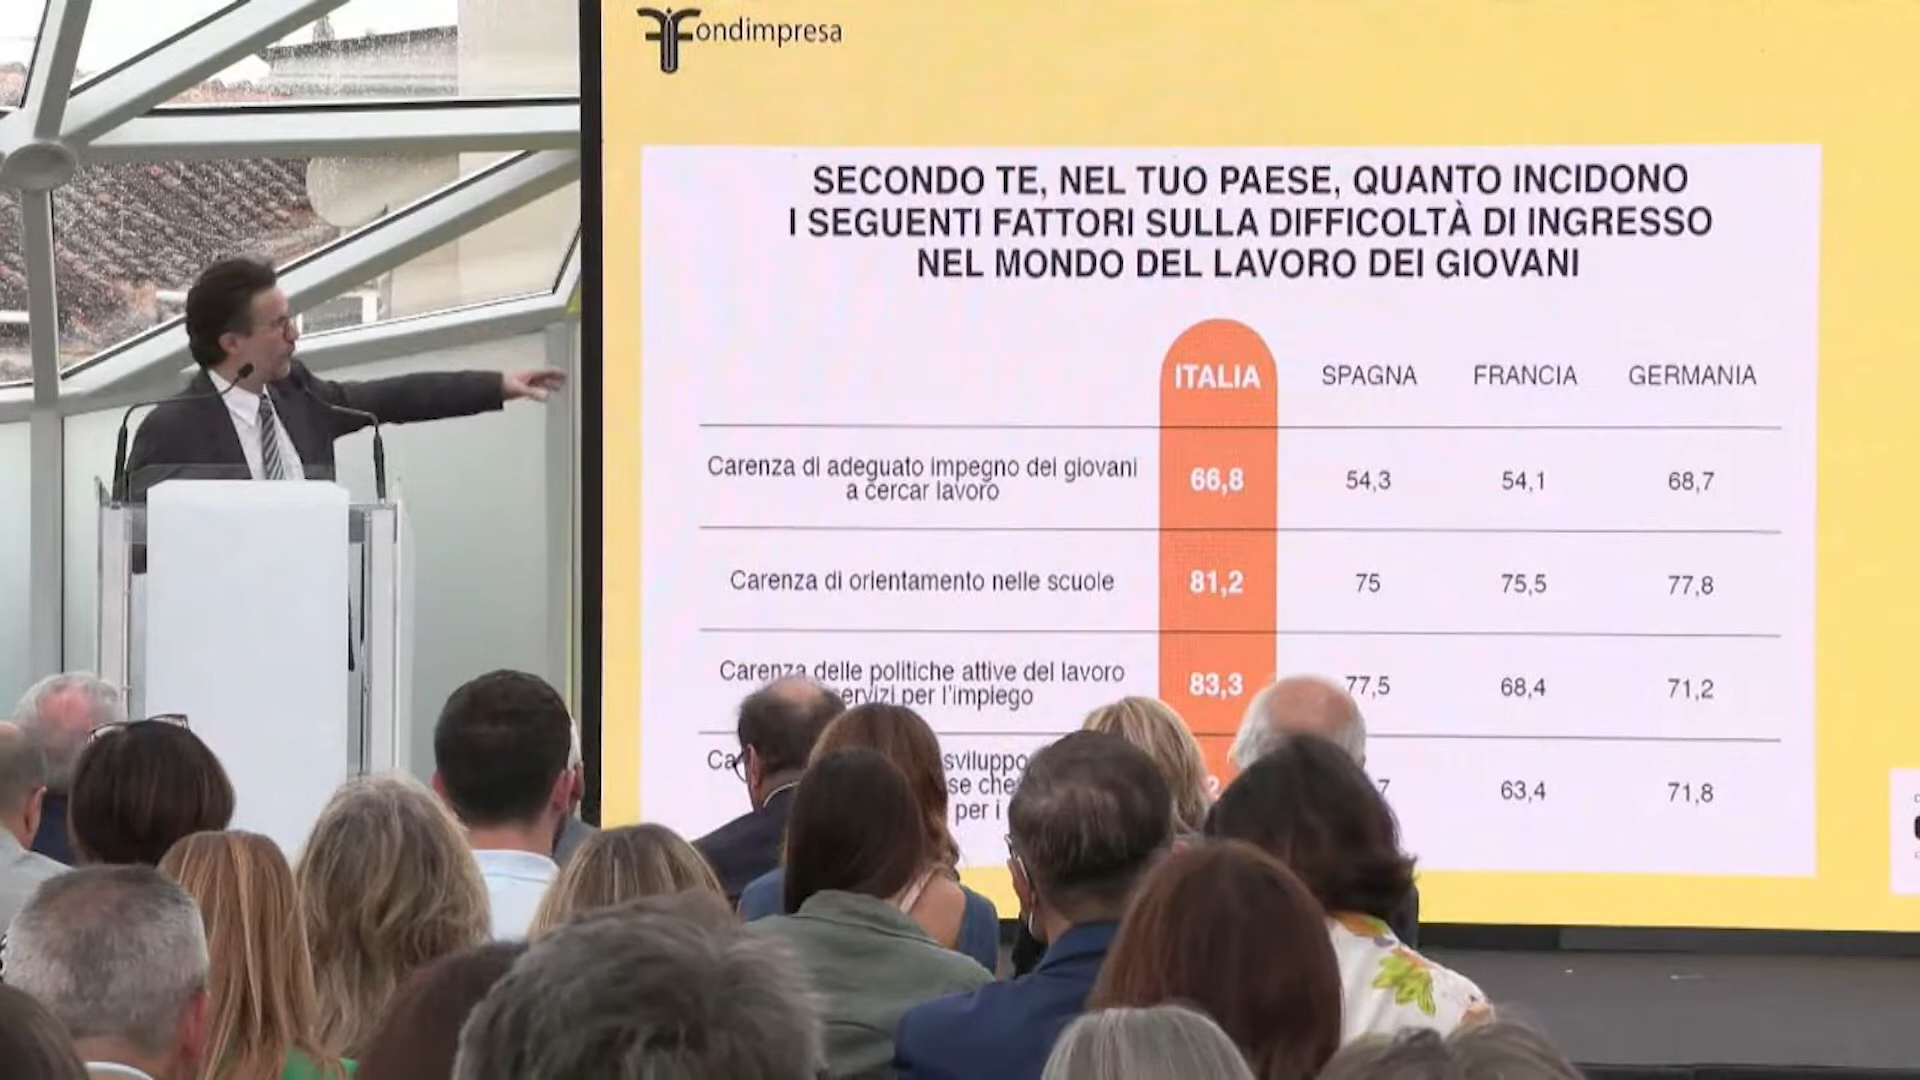 Fondimpresa
SECONDO TE, NEL TUO PAESE, QUANTO INCIDONO
I SEGUENTI FATTORI SULLA DIFFICOLTÀ DI INGRESSO
NEL MONDO DEL LAVORO DEI GIOVANI
ITALIA SPAGNA FRANCIA GERMANIA
Carenza di adeguato impegno dei giovani
a cercar lavoro
66,8 54,3 54,1 68,7
Carenza di orientamento nelle scuole 81,2 75 75,5 77,8
Carenza delle politiche attive del lavoro
servizi per l'impiego
83,3 77,5 68,4 71,2
sviluppo
che
per i
63,4 71,8